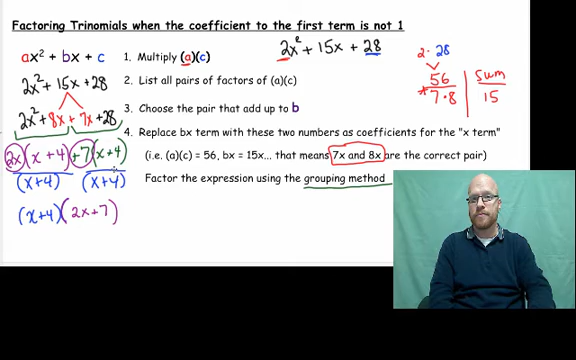 Factoring Trinomials when the coefficient to the first term is not 1
2x² + 15x + 28
ax² + bx + c
2x² + 15x + 28
2x² + 8x + 7x + 28
2x(x + 4) + 7(x + 4)
(x+4) (x+4)
(x+4)(2x+7)
1. Multiply (a)(c)
2. List all pairs of factors of (a)(c)
3. Choose the pair that add up to b
4. Replace bx term with these two numbers as coefficients for the "x term"
(i.e. (a)(c) = 56, bx = 15x... that means 7x and 8x are the correct pair)
Factor the expression using the grouping method
2 · 28
56 Sum
*7·8 15